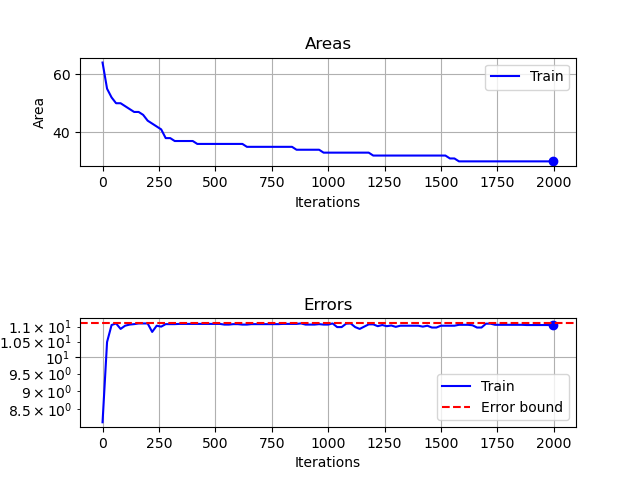 Areas
60
40
Area
Train
0 250 500 750 1000 1250 1500 1750 2000
Iterations
Errors
1.1 × 10¹
1.05 × 10¹
10¹
9.5 × 10⁰
9 × 10⁰
8.5 × 10⁰
Train
Error bound
0 250 500 750 1000 1250 1500 1750 2000
Iterations